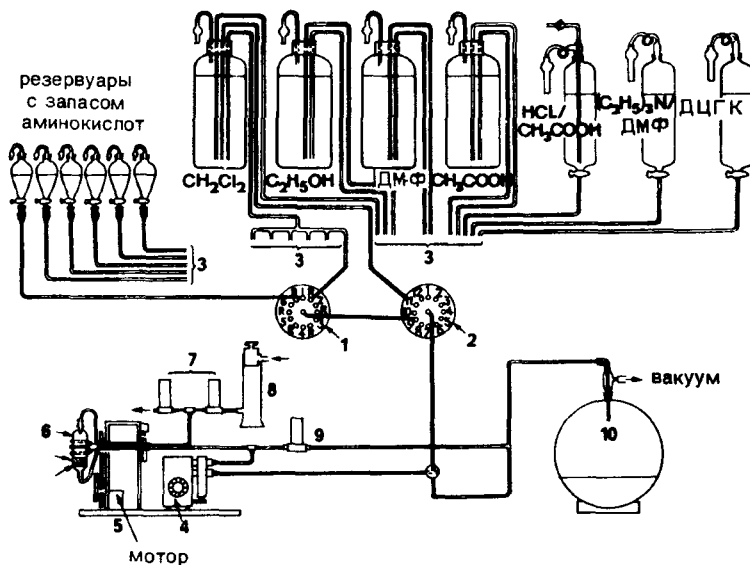 резервуары
с запасом
аминокислот
CH₂Cl₂
C₂H₅OH
ДМФ
CH₃COOH
HCL/
CH₃COOH
(C₂H₅)₃N/
ДМФ
ДЦГК
3
3
3
1
2
7
8
вакуум
6
9
10
5
4
мотор